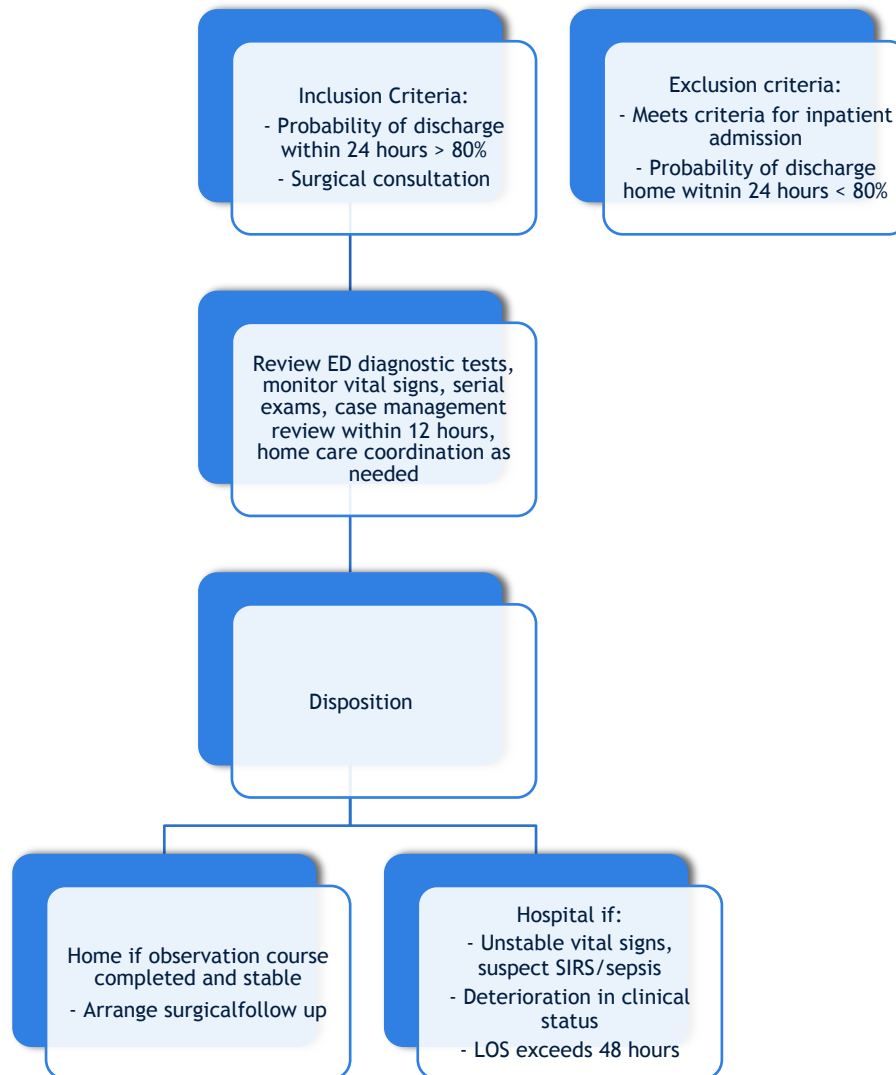 Inclusion Criteria:
- Probability of discharge
within 24 hours > 80%
- Surgical consultation
Exclusion criteria:
- Meets criteria for inpatient
admission
- Probability of discharge
home witnin 24 hours < 80%
Review ED diagnostic tests,
monitor vital signs, serial
exams, case management
review within 12 hours,
home care coordination as
needed
Disposition
Home if observation course
completed and stable
- Arrange surgicalfollow up
Hospital if:
- Unstable vital signs,
suspect SIRS/sepsis
- Deterioration in clinical
status
- LOS exceeds 48 hours